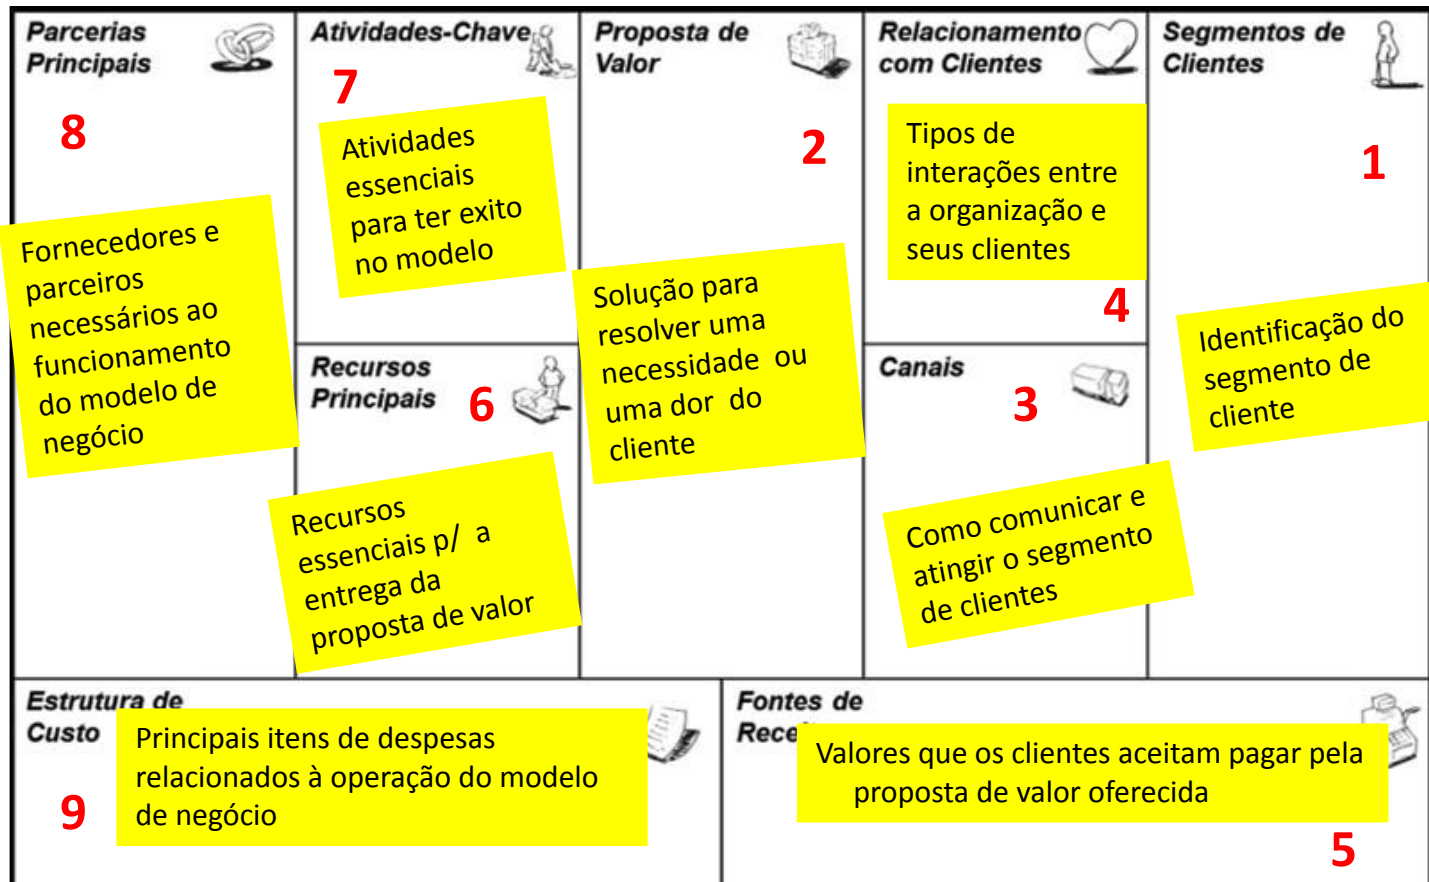 Parcerias
Principais
8
Fornecedores e
parceiros
necessários ao
funcionamento
do modelo de
negócio
Atividades-Chave
7
Atividades
essenciais
para ter exito
no modelo
Recursos
Principais
6
Recursos
essenciais p/ a
entrega da
proposta de valor
Proposta de
Valor
2
Solução para
resolver uma
necessidade ou
uma dor do
cliente
Relacionamento
com Clientes
Tipos de
interações entre
a organização e
seus clientes
4
Canais
3
Como comunicar e
atingir o segmento
de clientes
Segmentos de
Clientes
1
Identificação do
segmento de
cliente
Estrutura de
Custo
Principais itens de despesas
relacionados à operação do modelo
de negócio
9
Fontes de
Valores que os clientes aceitam pagar pela
proposta de valor oferecida
5